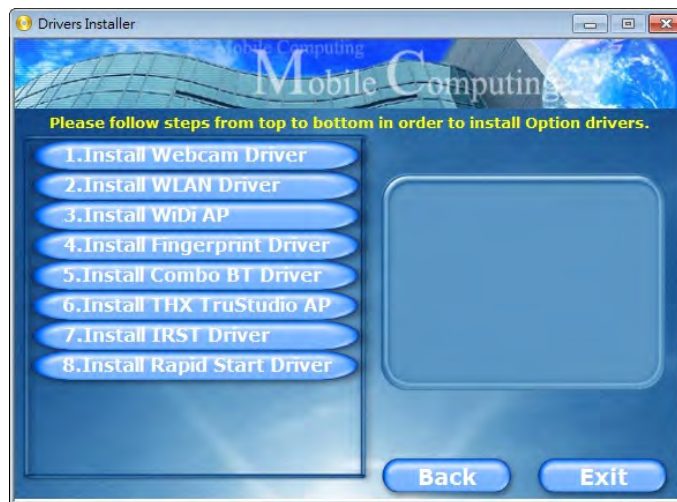 Drivers Installer
Mobile Computing
Mobile Computing
Please follow steps from top to bottom in order to install Option drivers.
1.Install Webcam Driver
2.Install WLAN Driver
3.Install WiDi AP
4.Install Fingerprint Driver
5.Install Combo BT Driver
6.Install THX TruStudio AP
7.Install IRST Driver
8.Install Rapid Start Driver
Back
Exit